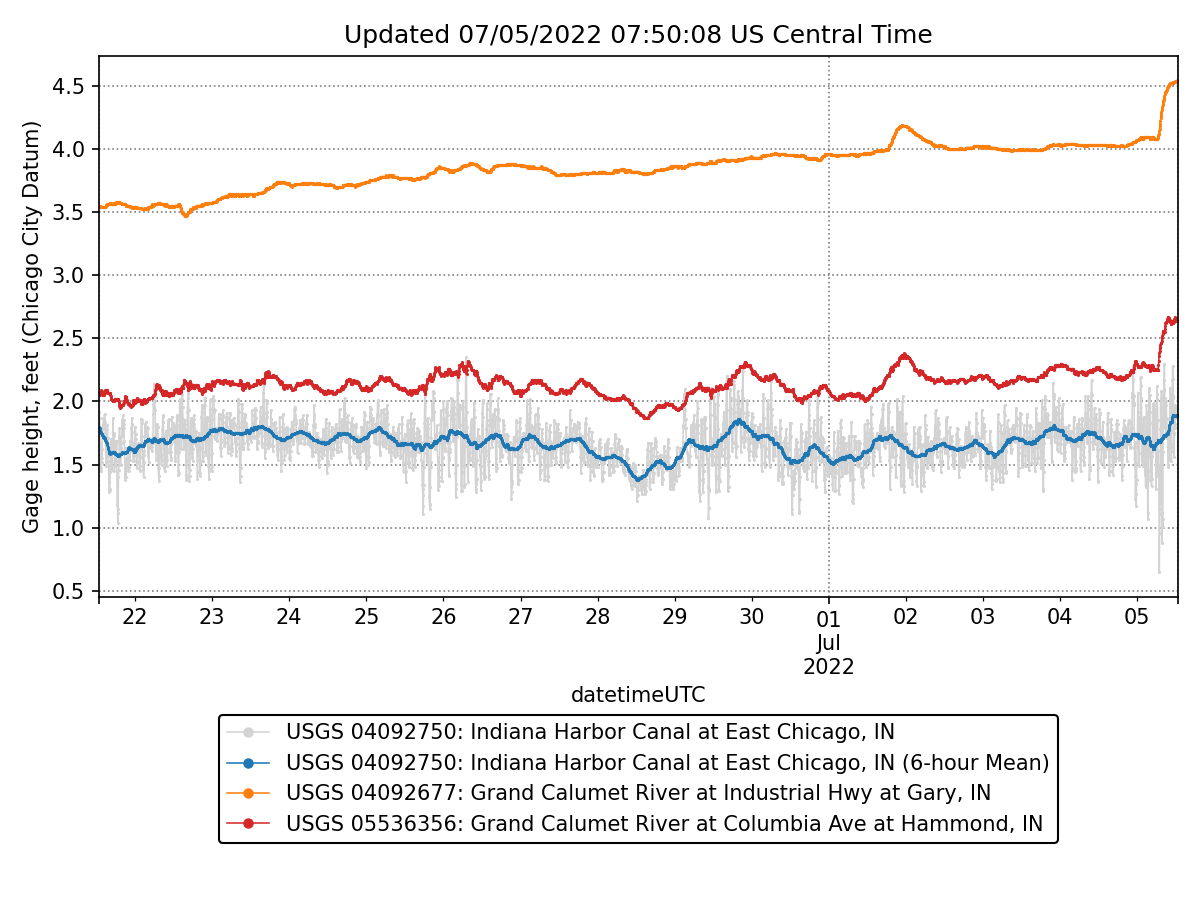 Updated 07/05/2022 07:50:08 US Central Time
Gage height, feet (Chicago City Datum)
4.5
4.0
3.5
3.0
2.5
2.0
1.5
1.0
0.5
22 23 24 25 26 27 28 29 30 01 02 03 04 05
Jul
2022
datetimeUTC
USGS 04092750: Indiana Harbor Canal at East Chicago, IN
USGS 04092750: Indiana Harbor Canal at East Chicago, IN (6-hour Mean)
USGS 04092677: Grand Calumet River at Industrial Hwy at Gary, IN
USGS 05536356: Grand Calumet River at Columbia Ave at Hammond, IN